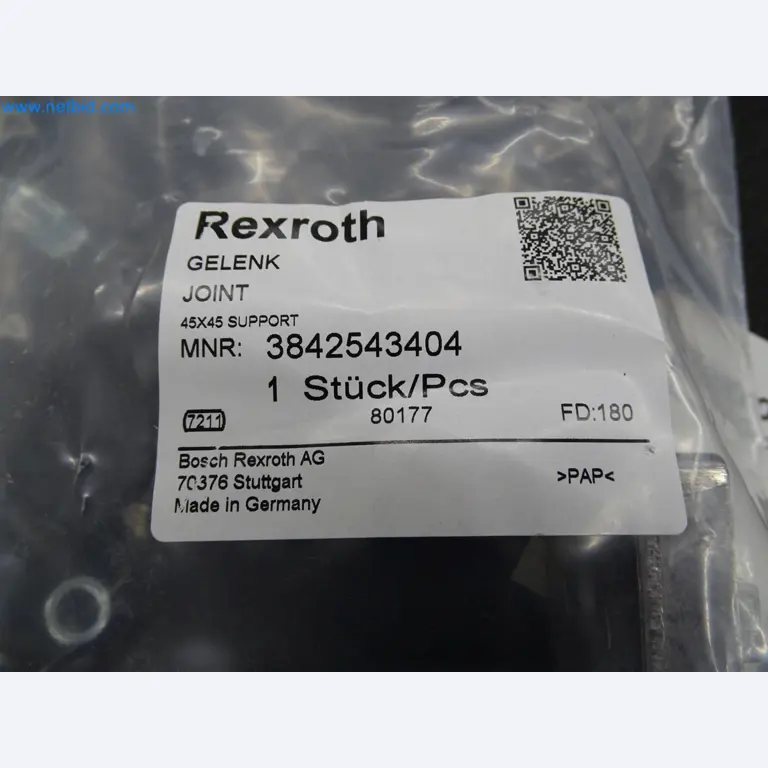 www.netbid.com
Rexroth
GELENK
JOINT
45X45 SUPPORT
MNR: 3842543404
1 Stück/Pcs
7211 80177 FD:180
Bosch Rexroth AG
70376 Stuttgart
>PAP<
Made in Germany